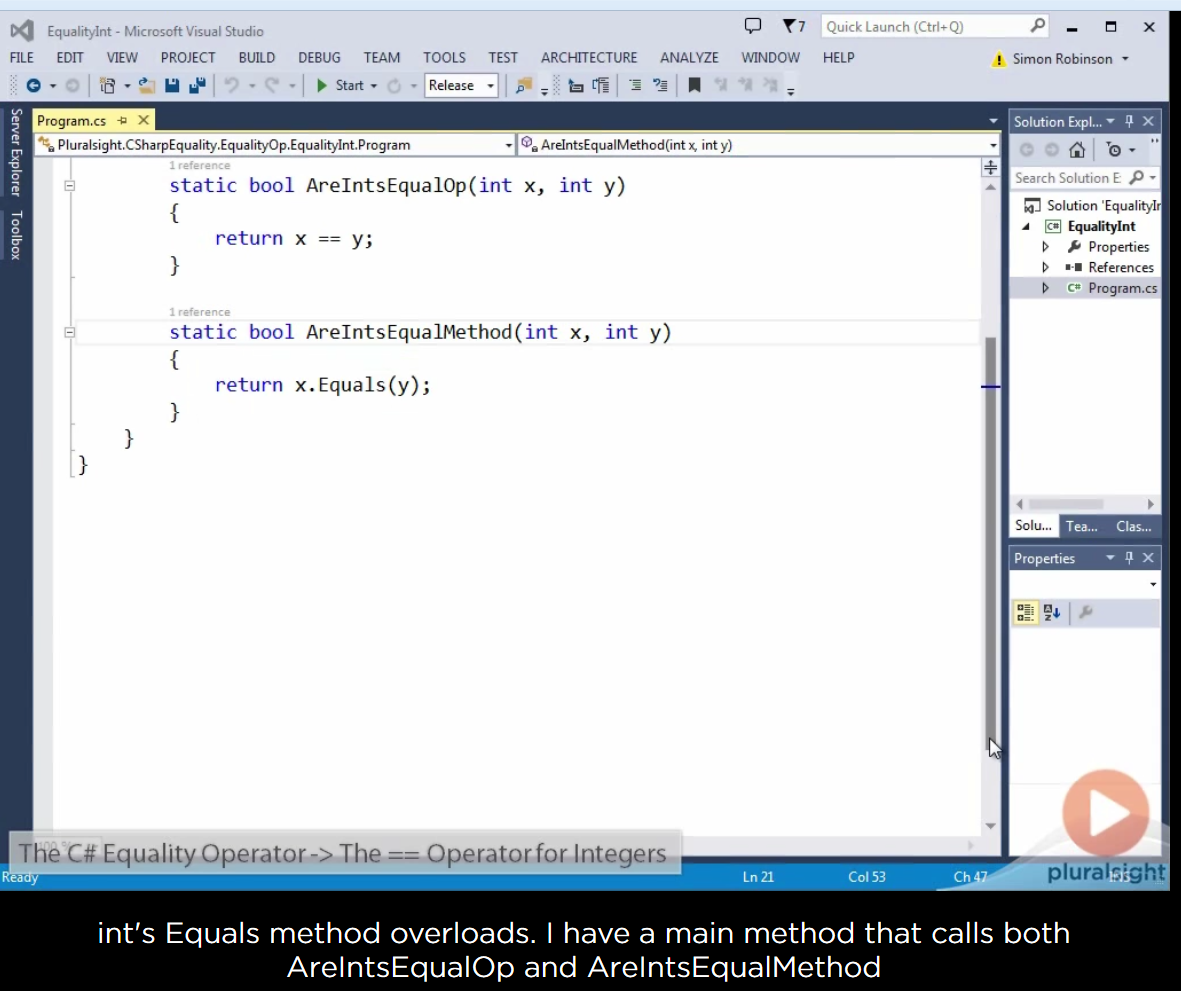 EqualityInt - Microsoft Visual Studio
7
Quick Launch (Ctrl+Q)
FILE EDIT VIEW PROJECT BUILD DEBUG TEAM TOOLS TEST ARCHITECTURE ANALYZE WINDOW HELP
Simon Robinson
Start
Release
Server Explorer
Toolbox
Program.cs
Pluralsight.CSharpEquality.EqualityOp.EqualityInt.Program
AreIntsEqualMethod(int x, int y)
1 reference
static bool AreIntsEqualOp(int x, int y)
{
return x == y;
}
1 reference
static bool AreIntsEqualMethod(int x, int y)
{
return x.Equals(y);
}
}
}
Solution Expl...
Search Solution E
Solution 'EqualityIr
C# EqualityInt
Properties
References
C# Program.cs
Solu... Tea... Clas...
Properties
The C# Equality Operator -> The == Operator for Integers
Ready
Ln 21 Col 53 Ch 47
pluralsight
int's Equals method overloads. I have a main method that calls both
AreIntsEqualOp and AreIntsEqualMethod